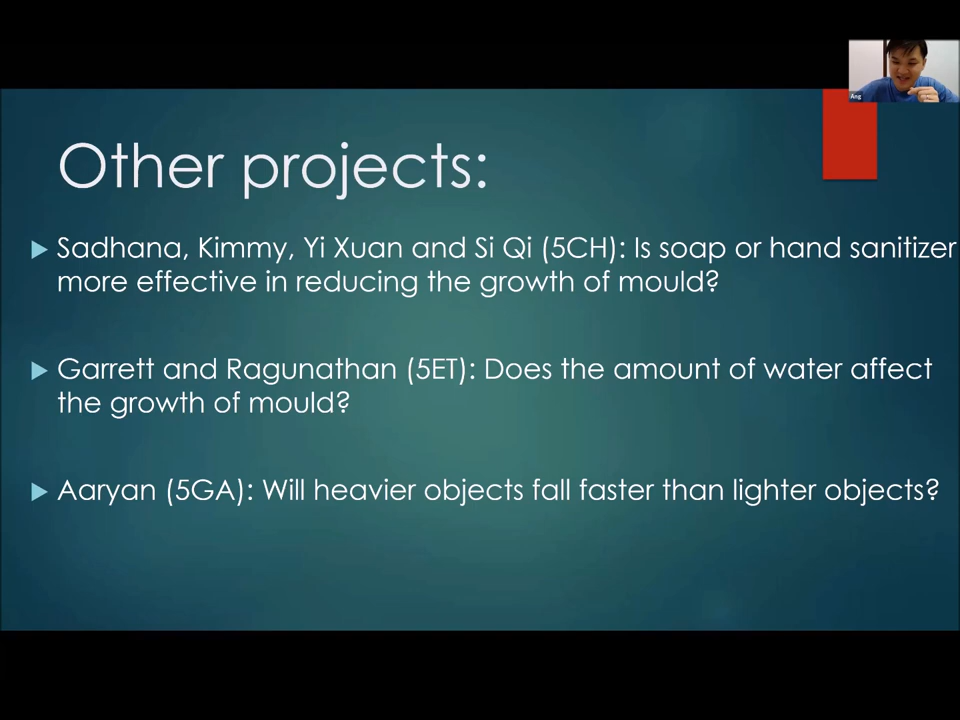 Ang
Other projects:
Sadhana, Kimmy, Yi Xuan and Si Qi (5CH): Is soap or hand sanitizer
more effective in reducing the growth of mould?
Garrett and Ragunathan (5ET): Does the amount of water affect
the growth of mould?
Aaryan (5GA): Will heavier objects fall faster than lighter objects?